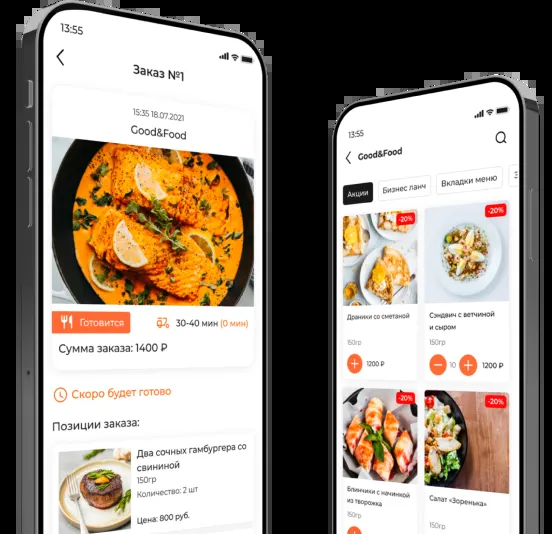 13:55
Заказ №1
15:35 18.07.2021
Good&Food
Готовится
30-40 мин (0 мин)
Сумма заказа: 1400 ₽
Скоро будет готово
Позиции заказа:
Два сочных гамбургера со
свининой
150гр
Количество: 2 шт
Цена: 800 руб.
13:55
Good&Food
Акции
Бизнес ланч
Вкладки меню
-20%
-20%
Драники со сметаной
150гр
1200 ₽
Сэндвич с ветчиной
и сыром
150гр
10
1200 ₽
-20%
-20%
Блинчики с начинкой
из творожка
150гр
Салат «Зоренька»
150гр